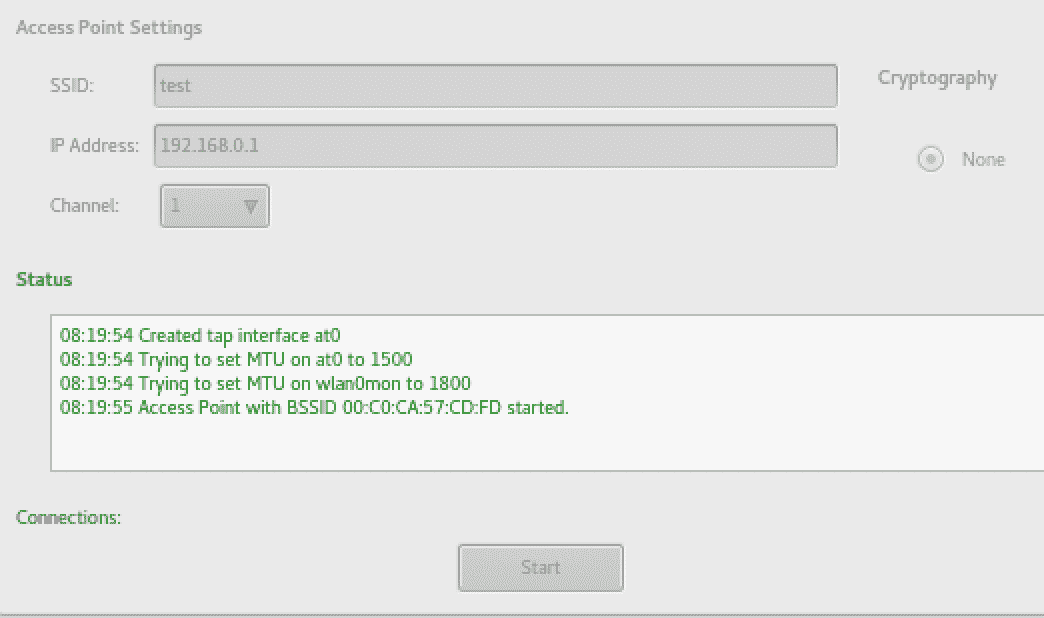 Access Point Settings
SSID: test
Cryptography
IP Address: 192.168.0.1
None
Channel: 1
Status
08:19:54 Created tap interface at0
08:19:54 Trying to set MTU on at0 to 1500
08:19:54 Trying to set MTU on wlan0mon to 1800
08:19:55 Access Point with BSSID 00:C0:CA:57:CD:FD started.
Connections:
Start